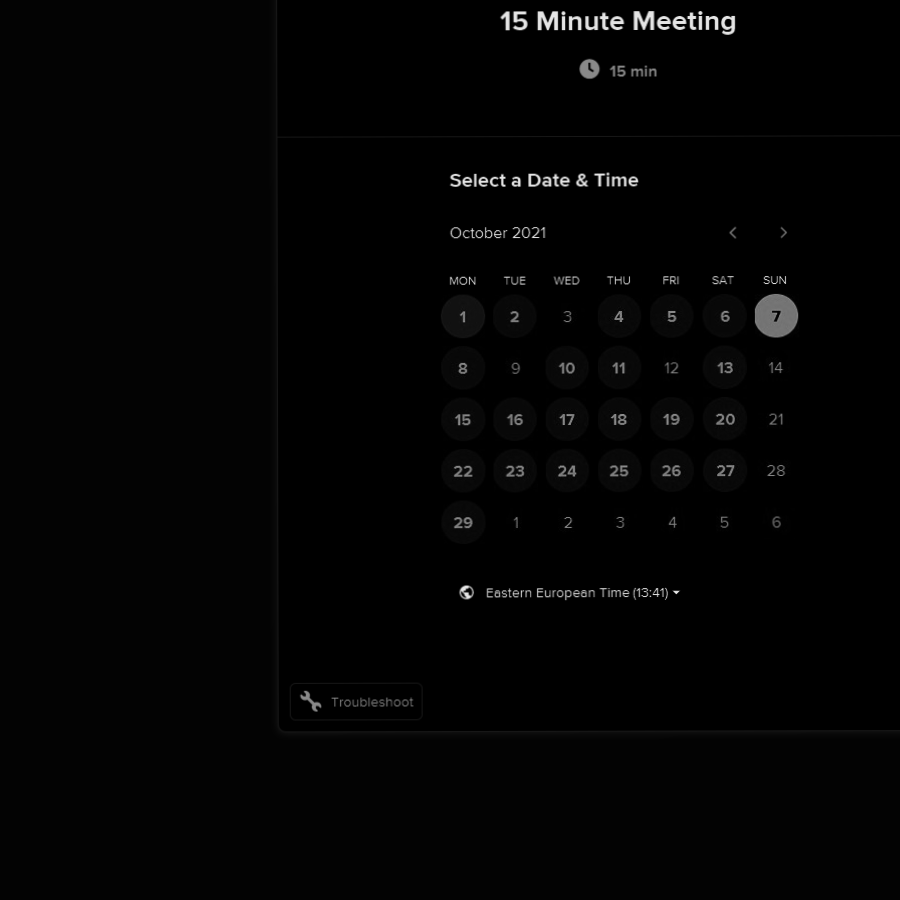 15 Minute Meeting
15 min
Select a Date & Time
October 2021
MON TUE WED THU FRI SAT SUN
1 2 3 4 5 6 7
8 9 10 11 12 13 14
15 16 17 18 19 20 21
22 23 24 25 26 27 28
29 1 2 3 4 5 6
Eastern European Time (13:41)
Troubleshoot